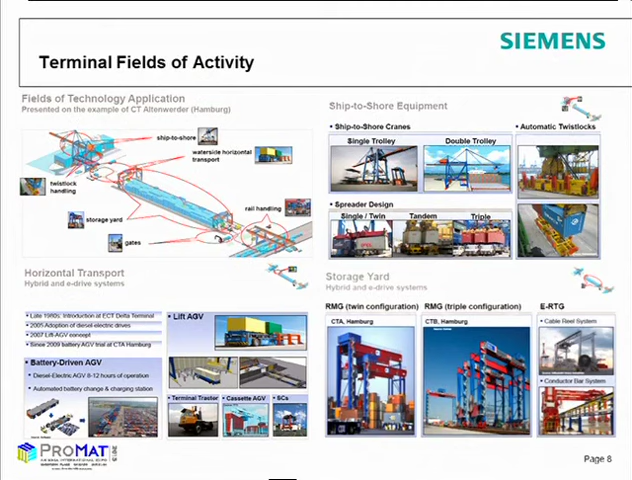 SIEMENS
Terminal Fields of Activity
Fields of Technology Application
Presented on the example of CT Altenwerder (Hamburg)
ship-to-shore
waterside horizontal
transport
twistlock
handling
rail handling
storage yard
gates
Ship-to-Shore Equipment
Ship-to-Shore Cranes
Automatic Twistlocks
Single Trolley
Double Trolley
Spreader Design
Single / Twin
Tandem
Triple
Horizontal Transport
Hybrid and e-drive systems
Late 1980s: Introduction at ECT Delta Terminal
2005 Adoption of diesel electric drives
2007 Lift-AGV concept
Since 2009 battery AGV trial at CTA Hamburg
Battery-Driven AGV
Diesel-Electric AGV 8-12 hours of operation
Automated battery change & charging station
Lift AGV
Terminal Tractor
Cassette AGV
SCs
Storage Yard
Hybrid and e-drive systems
RMG (twin configuration)
RMG (triple configuration)
E-RTG
CTA, Hamburg
CTB, Hamburg
Cable Reel System
Conductor Bar System
PROMAT
2013
Page 8